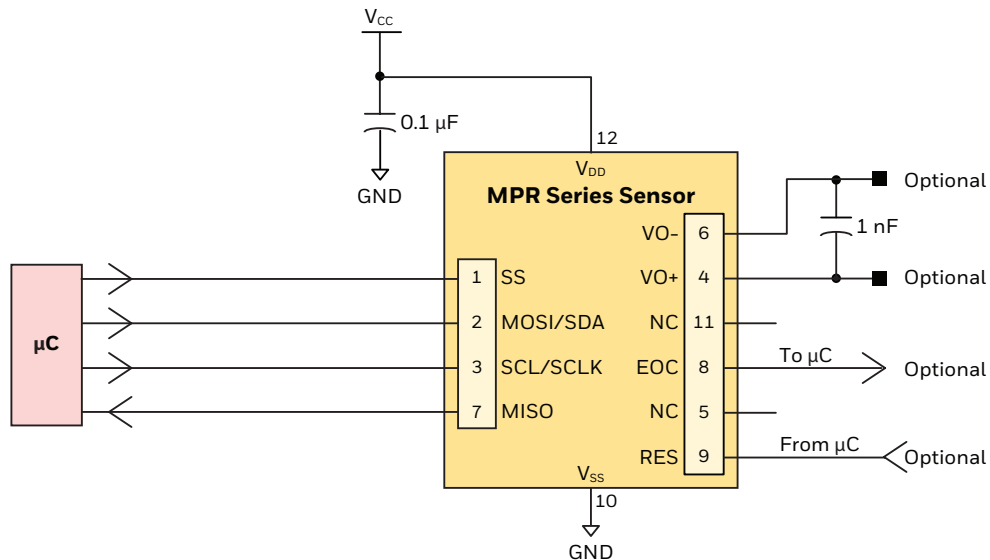 VCC
0.1 µF
GND
12
VDD
MPR Series Sensor
VO- 6
1 nF
Optional
VO+ 4
Optional
µC
1 SS
2 MOSI/SDA
3 SCL/SCLK
7 MISO
NC 11
EOC 8
To µC
Optional
NC 5
RES 9
From µC
Optional
VSS
10
GND